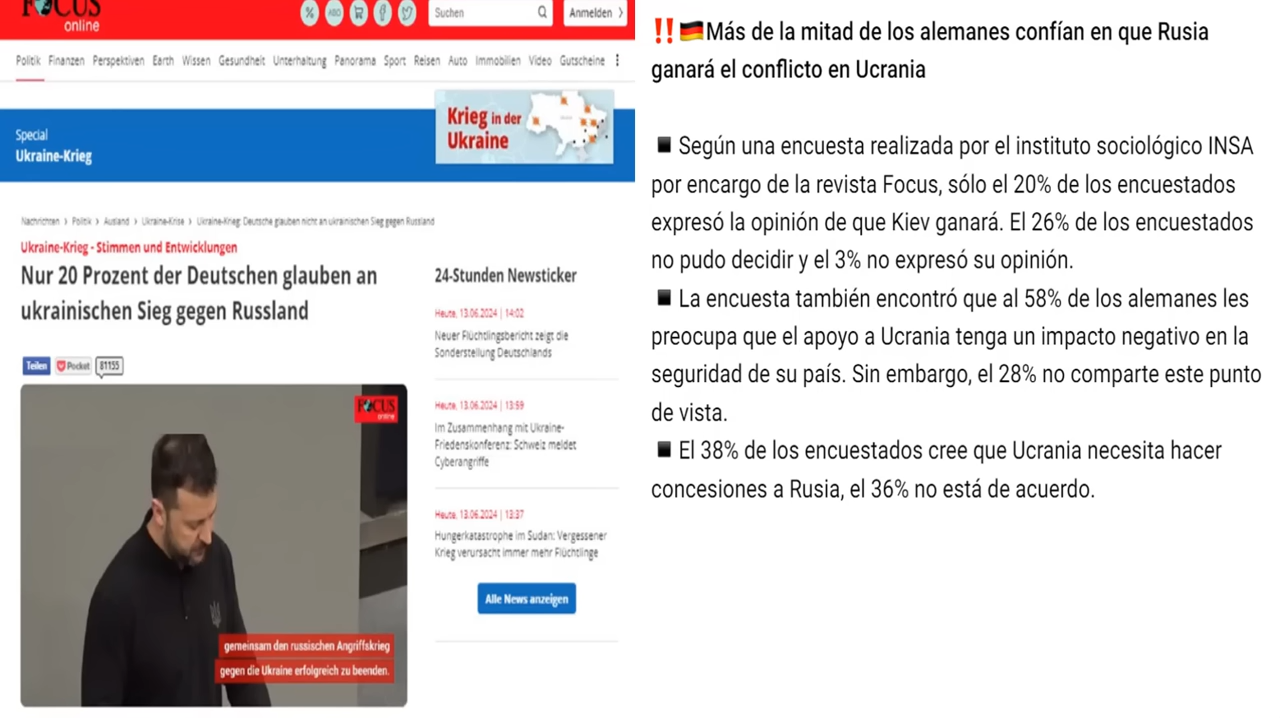 FOCUS
online
Suchen
Anmelden
Politik Finanzen Perspektiven Earth Wissen Gesundheit Unterhaltung Panorama Sport Reisen Auto Immobilien Video Gutscheine
Special
Ukraine-Krieg
Krieg in der
Ukraine
Nachrichten > Politik > Ausland > Ukraine-Krise > Ukraine-Krieg: Deutsche glauben nicht an ukrainischen Sieg gegen Russland
Ukraine-Krieg - Stimmen und Entwicklungen
Nur 20 Prozent der Deutschen glauben an
ukrainischen Sieg gegen Russland
Teilen
Pocket
81155
FOCUS
online
gemeinsam den russischen Angriffskrieg
gegen die Ukraine erfolgreich zu beenden.
24-Stunden Newsticker
Heute, 13.06.2024 | 14:02
Neuer Flüchtlingsbericht zeigt die
Sonderstellung Deutschlands
Heute, 13.06.2024 | 13:59
Im Zusammenhang mit Ukraine-
Friedenskonferenz: Schweiz meldet
Cyberangriffe
Heute, 13.06.2024 | 13:37
Hungerkatastrophe im Sudan: Vergessener
Krieg verursacht immer mehr Flüchtlinge
Alle News anzeigen
‼️🇩🇪Más de la mitad de los alemanes confían en que Rusia
ganará el conflicto en Ucrania
◾ Según una encuesta realizada por el instituto sociológico INSA
por encargo de la revista Focus, sólo el 20% de los encuestados
expresó la opinión de que Kiev ganará. El 26% de los encuestados
no pudo decidir y el 3% no expresó su opinión.
◾ La encuesta también encontró que al 58% de los alemanes les
preocupa que el apoyo a Ucrania tenga un impacto negativo en la
seguridad de su país. Sin embargo, el 28% no comparte este punto
de vista.
◾ El 38% de los encuestados cree que Ucrania necesita hacer
concesiones a Rusia, el 36% no está de acuerdo.